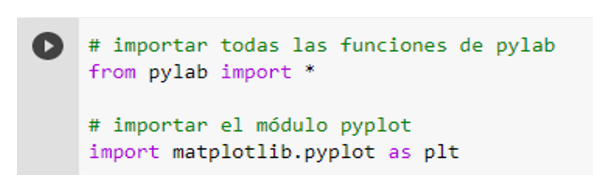 # importar todas las funciones de pylab
from pylab import *
# importar el módulo pyplot
import matplotlib.pyplot as plt